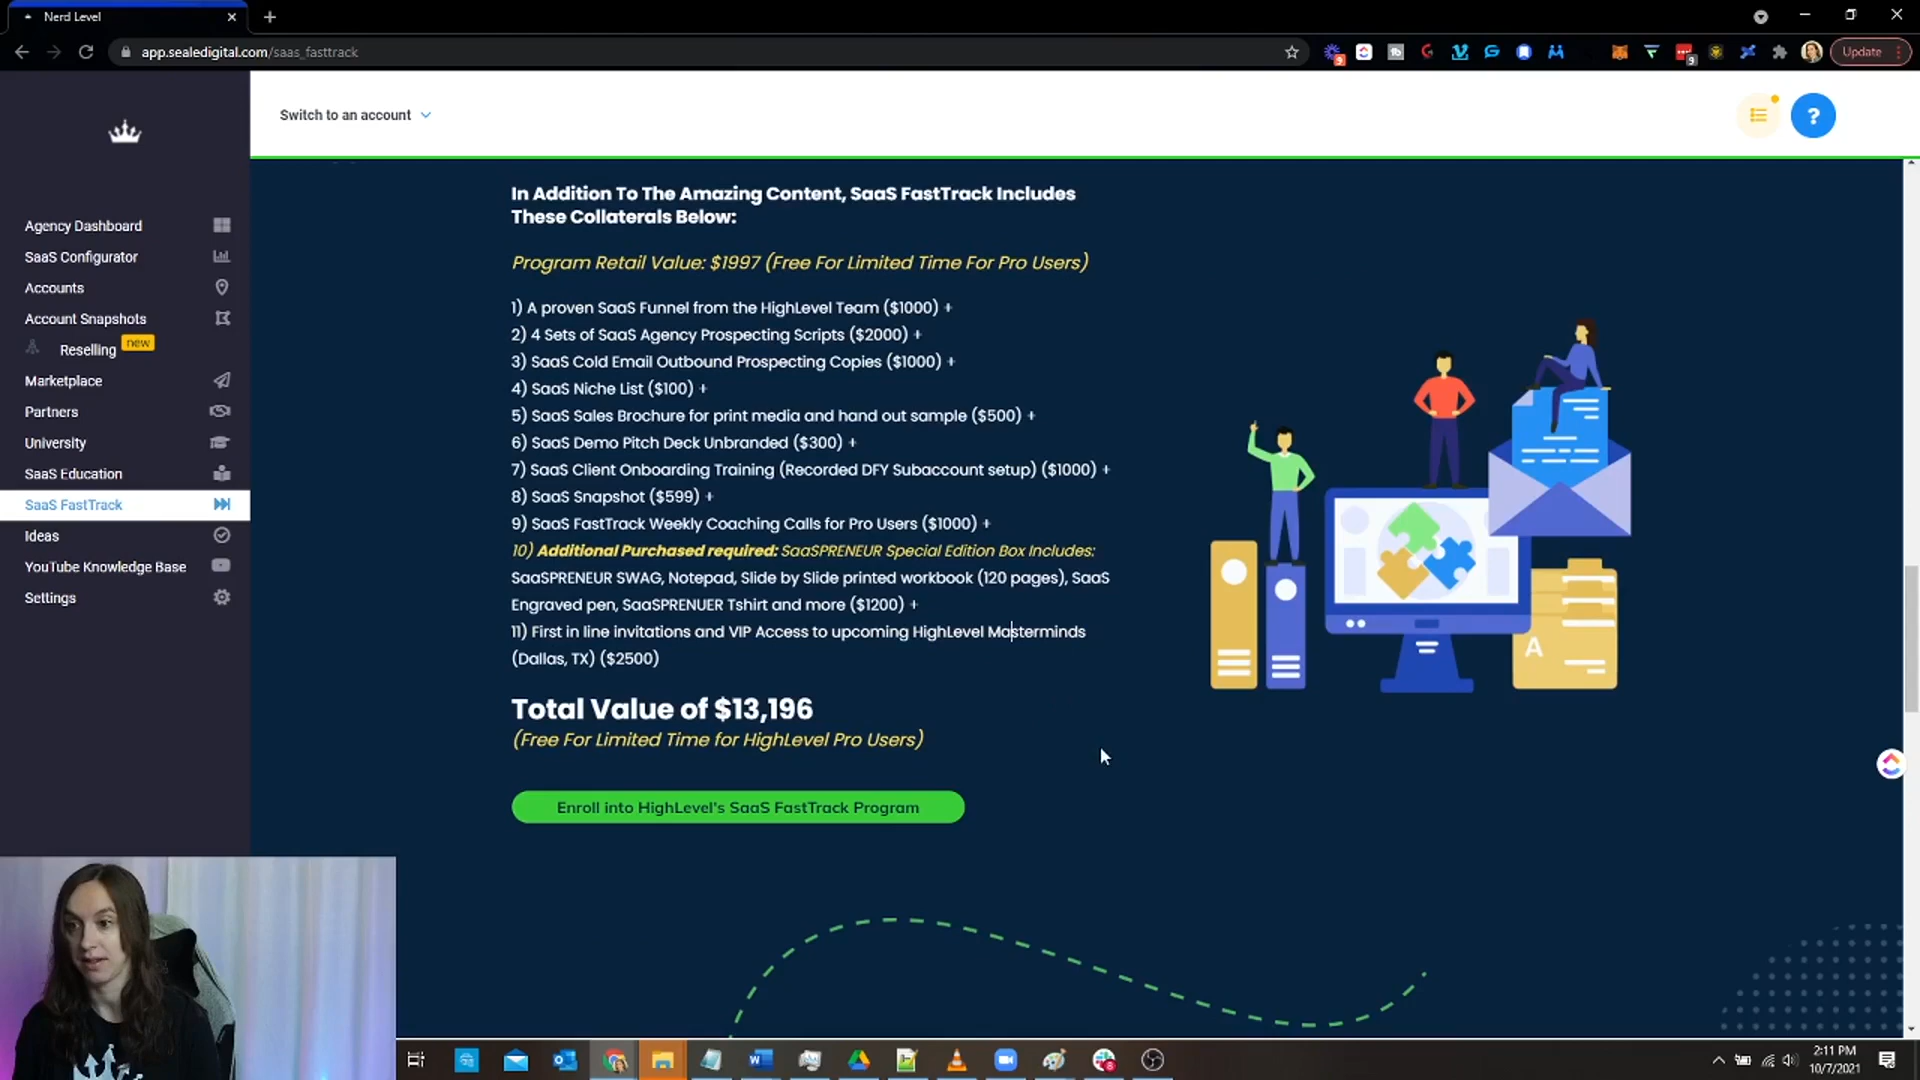 Nerd Level
app.sealedigital.com/saas_fasttrack
Update
9
9
Switch to an account
?
Agency Dashboard
SaaS Configurator
Accounts
Account Snapshots
Reselling new
Marketplace
Partners
University
SaaS Education
SaaS FastTrack
Ideas
YouTube Knowledge Base
Settings
In Addition To The Amazing Content, SaaS FastTrack Includes
These Collaterals Below:
Program Retail Value: $1997 (Free For Limited Time For Pro Users)
1) A proven SaaS Funnel from the HighLevel Team ($1000) +
2) 4 Sets of SaaS Agency Prospecting Scripts ($2000) +
3) SaaS Cold Email Outbound Prospecting Copies ($1000) +
4) SaaS Niche List ($100) +
5) SaaS Sales Brochure for print media and hand out sample ($500) +
6) SaaS Demo Pitch Deck Unbranded ($300) +
7) SaaS Client Onboarding Training (Recorded DFY Subaccount setup) ($1000) +
8) SaaS Snapshot ($599) +
9) SaaS FastTrack Weekly Coaching Calls for Pro Users ($1000) +
10) Additional Purchased required: SaaSPRENEUR Special Edition Box Includes:
SaaSPRENEUR SWAG, Notepad, Slide by Slide printed workbook (120 pages), SaaS
Engraved pen, SaaSPRENUER Tshirt and more ($1200) +
11) First in line invitations and VIP Access to upcoming HighLevel Masterminds
(Dallas, TX) ($2500)
A
Total Value of $13,196
(Free For Limited Time for HighLevel Pro Users)
Enroll into HighLevel's SaaS FastTrack Program
2:11 PM
10/7/2021